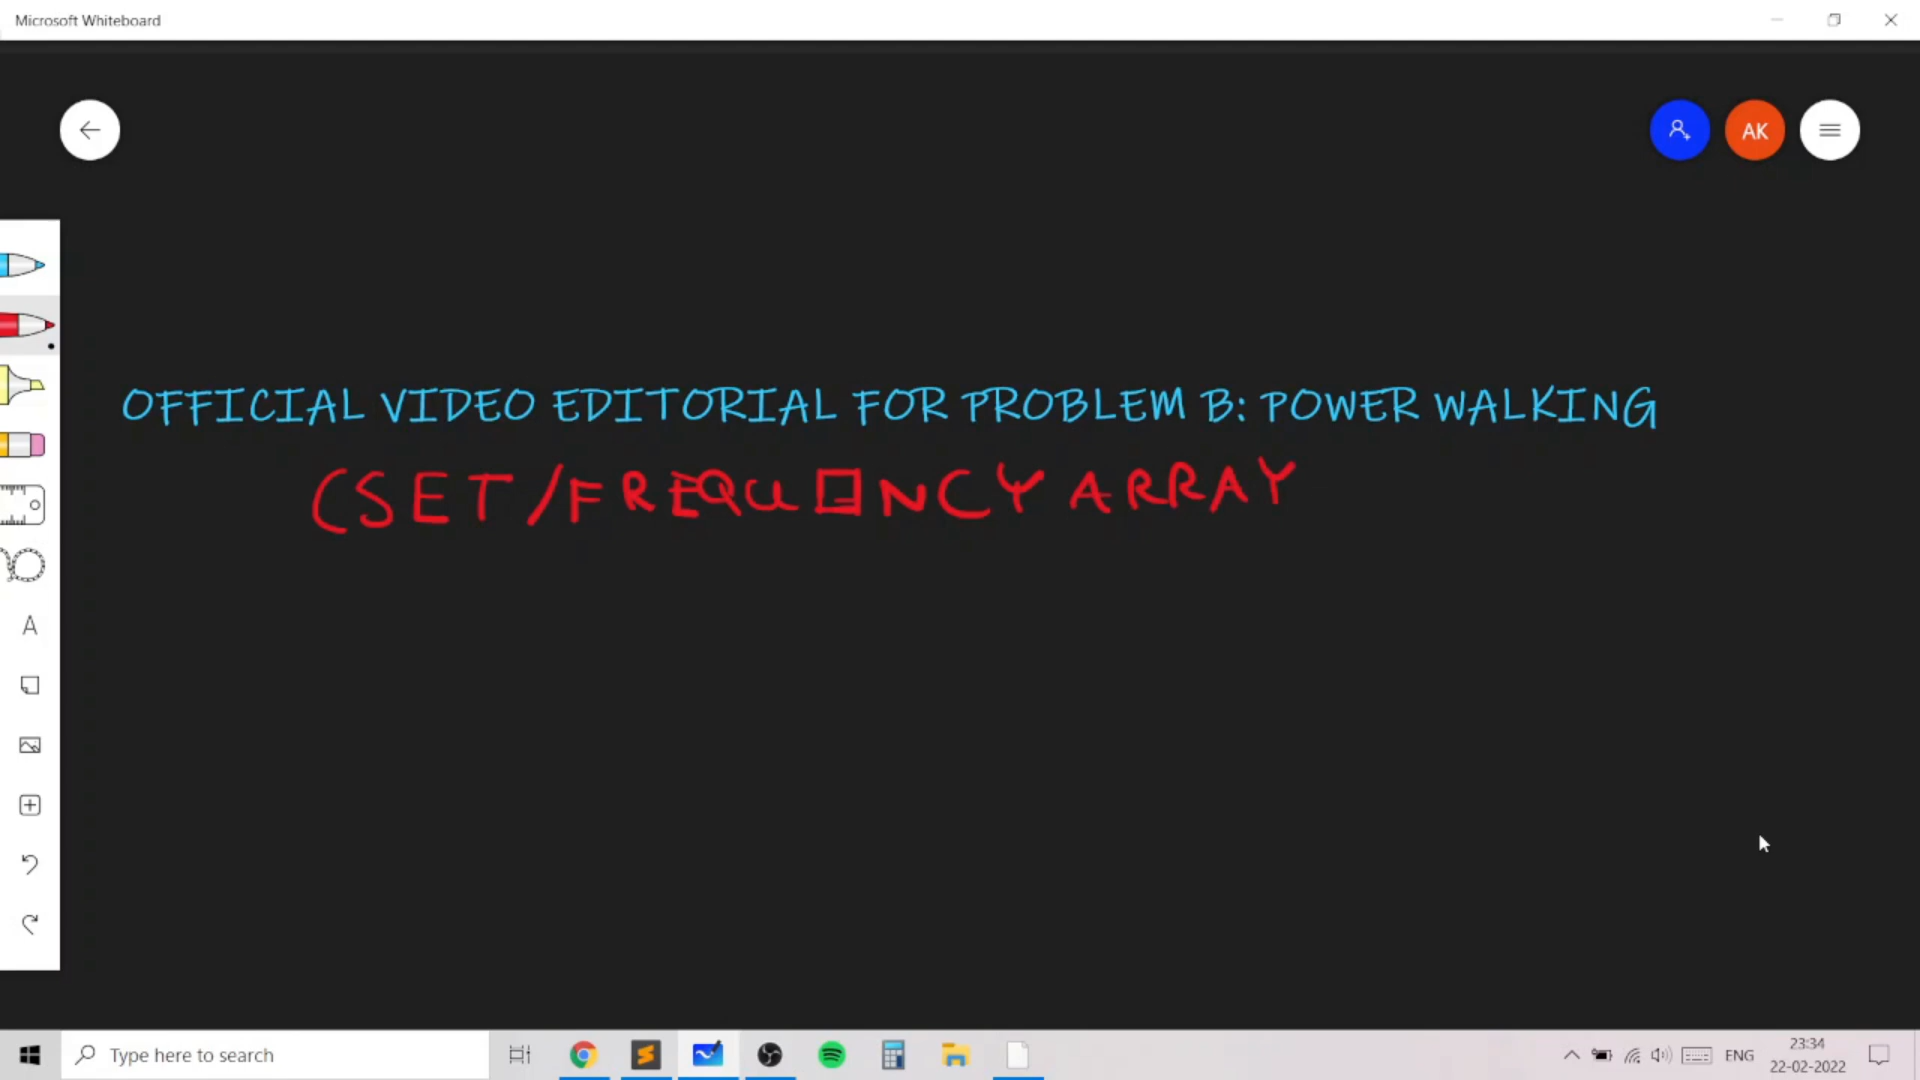 Microsoft Whiteboard
AK
OFFICIAL VIDEO EDITORIAL FOR PROBLEM B: POWER WALKING
(SET/FREQUENCY ARRAY
A
Type here to search
ENG
23:34
22-02-2022